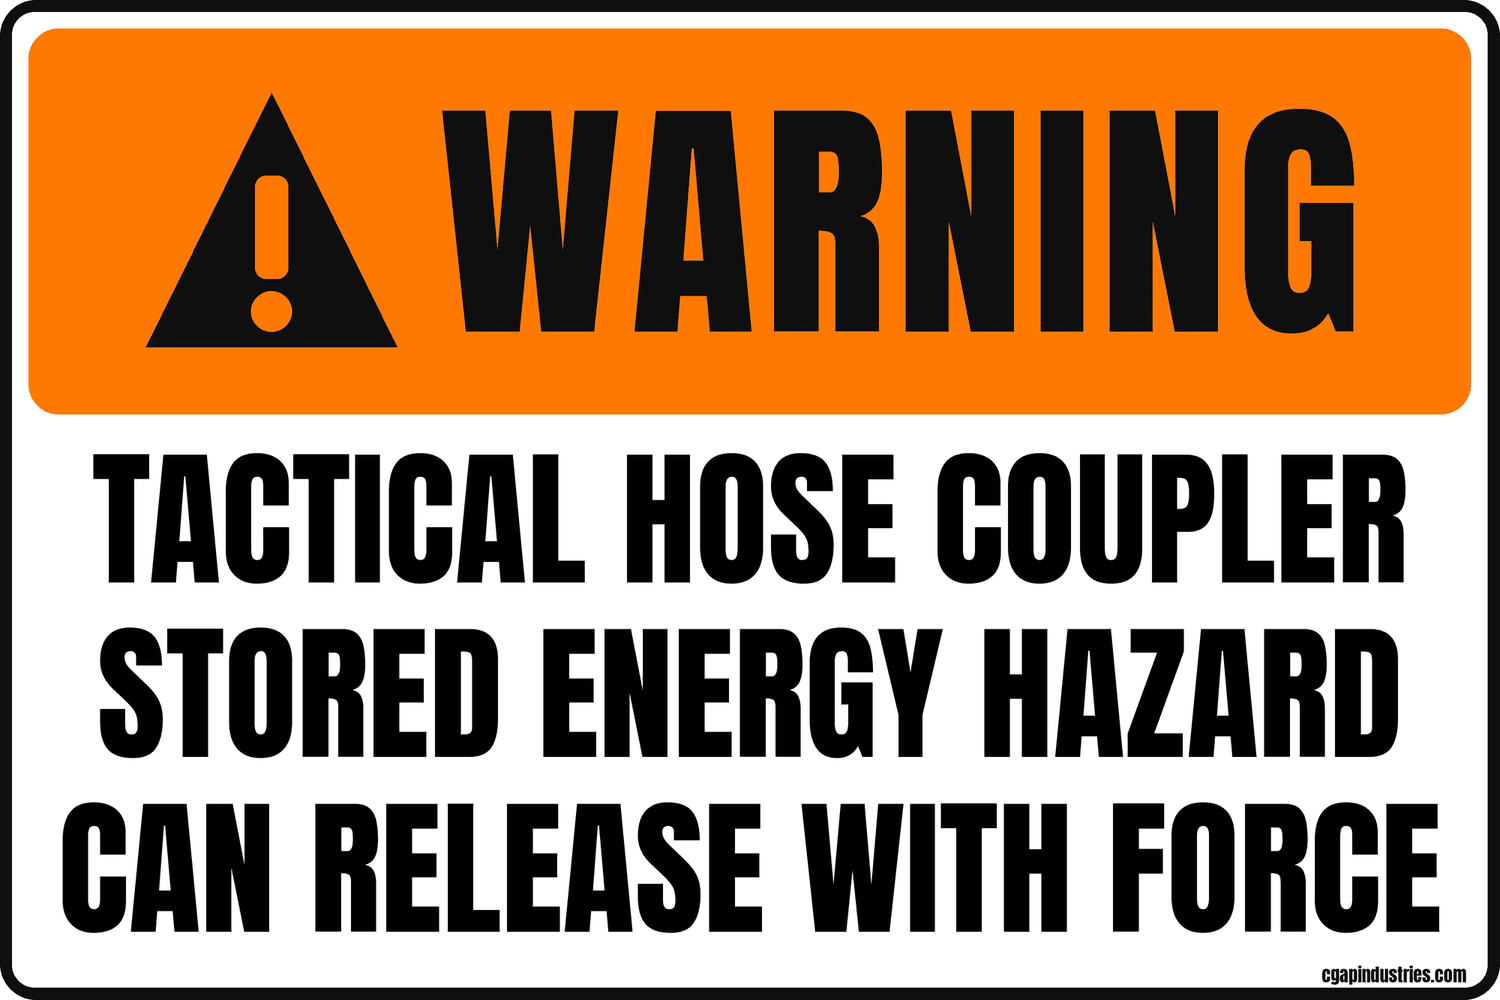 WARNING
TACTICAL HOSE COUPLER
STORED ENERGY HAZARD
CAN RELEASE WITH FORCE
cgapindustries.com